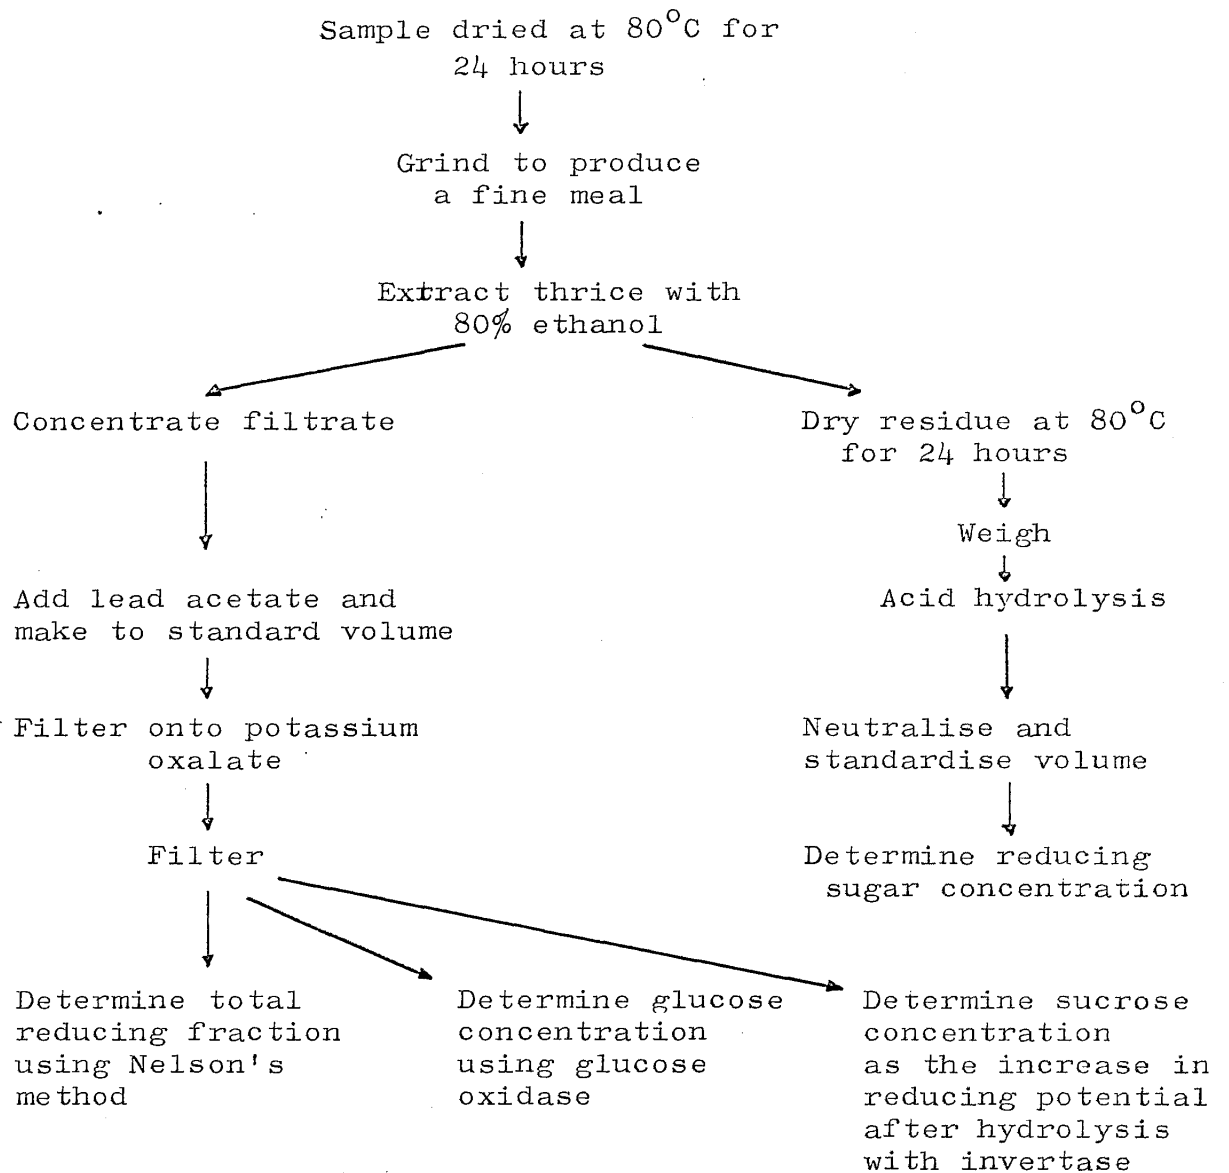 Sample dried at 80°C for
24 hours
Grind to produce
a fine meal
Extract thrice with
80% ethanol
Concentrate filtrate
Dry residue at 80°C
for 24 hours
Weigh
Add lead acetate and
make to standard volume
Acid hydrolysis
Filter onto potassium
oxalate
Neutralise and
standardise volume
Filter
Determine reducing
sugar concentration
Determine total
reducing fraction
using Nelson's
method
Determine glucose
concentration
using glucose
oxidase
Determine sucrose
concentration
as the increase in
reducing potential
after hydrolysis
with invertase